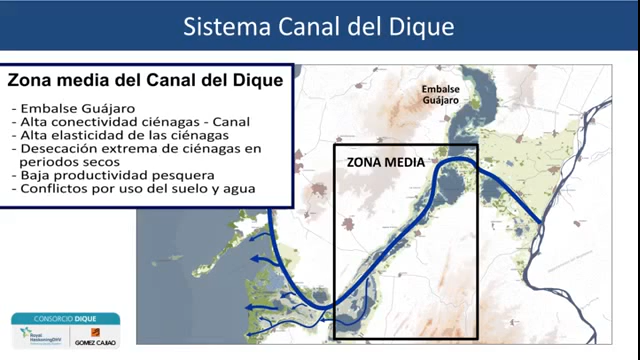 Sistema Canal del Dique
Zona media del Canal del Dique
- Embalse Guájaro
- Alta conectividad ciénagas - Canal
- Alta elasticidad de las ciénagas
- Desecación extrema de ciénagas en
periodos secos
- Baja productividad pesquera
- Conflictos por uso del suelo y agua
Embalse
Guájaro
ZONA MEDIA
CONSORCIO DIQUE
Royal
HaskoningDHV
GOMEZ CAJIAO